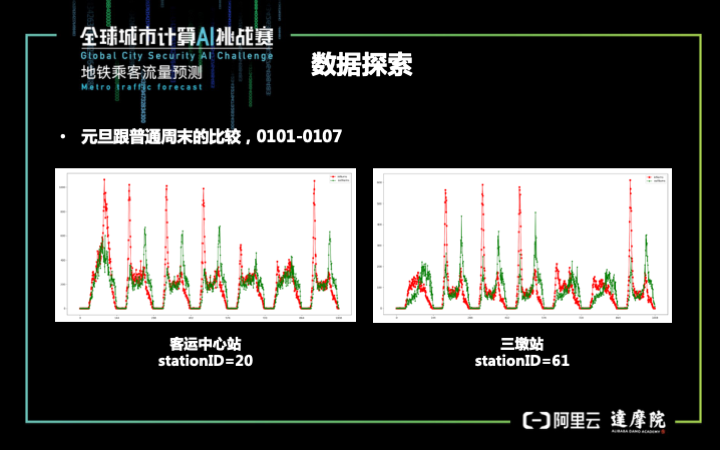 全球城市计算AI挑战赛
Global City Security AI Challenge
地铁乘客流量预测
Metro traffic forecast
数据探索
• 元旦跟普通周末的比较，0101-0107
客运中心站
stationID=20
三墩站
stationID=61
阿里云
達摩院
ALIBABA DAMO ACADEMY